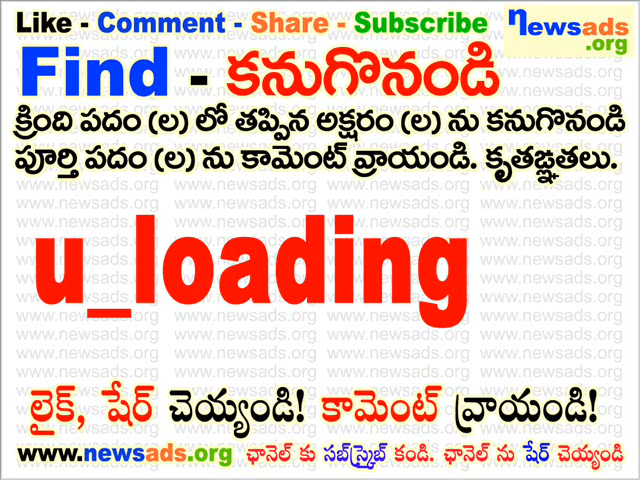 Like - Comment - Share - Subscribe
newsads
.org
Find - కనుగొనండి
క్రింది పదం (ల) లో తప్పిన అక్షరం (ల) ను కనుగొనండి
పూర్తి పదం (ల) ను కామెంట్ వ్రాయండి. కృతజ్ఞతలు.
u_loading
లైక్, షేర్ చెయ్యండి! కామెంట్ వ్రాయండి!
www.newsads.org ఛానెల్ కు సబ్‌స్క్రైబ్ కండి. ఛానెల్ ను షేర్ చెయ్యండి